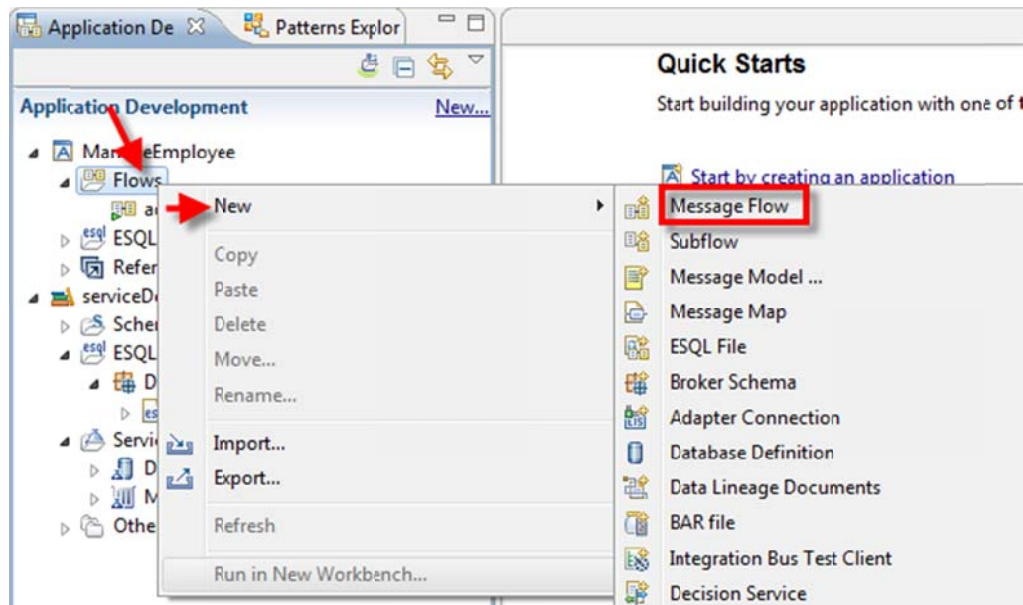 Application De
Patterns Explor
Application Development
New...
ManageEmployee
Flows
ESQL
Refer
serviceD
Scher
ESQL
D
es
Servi
D
M
Othe
New
Copy
Paste
Delete
Move...
Rename...
Import...
Export...
Refresh
Run in New Workbench...
Quick Starts
Start building your application with one of t
Start by creating an application
Message Flow
Subflow
Message Model ...
Message Map
ESQL File
Broker Schema
Adapter Connection
Database Definition
Data Lineage Documents
BAR file
Integration Bus Test Client
Decision Service